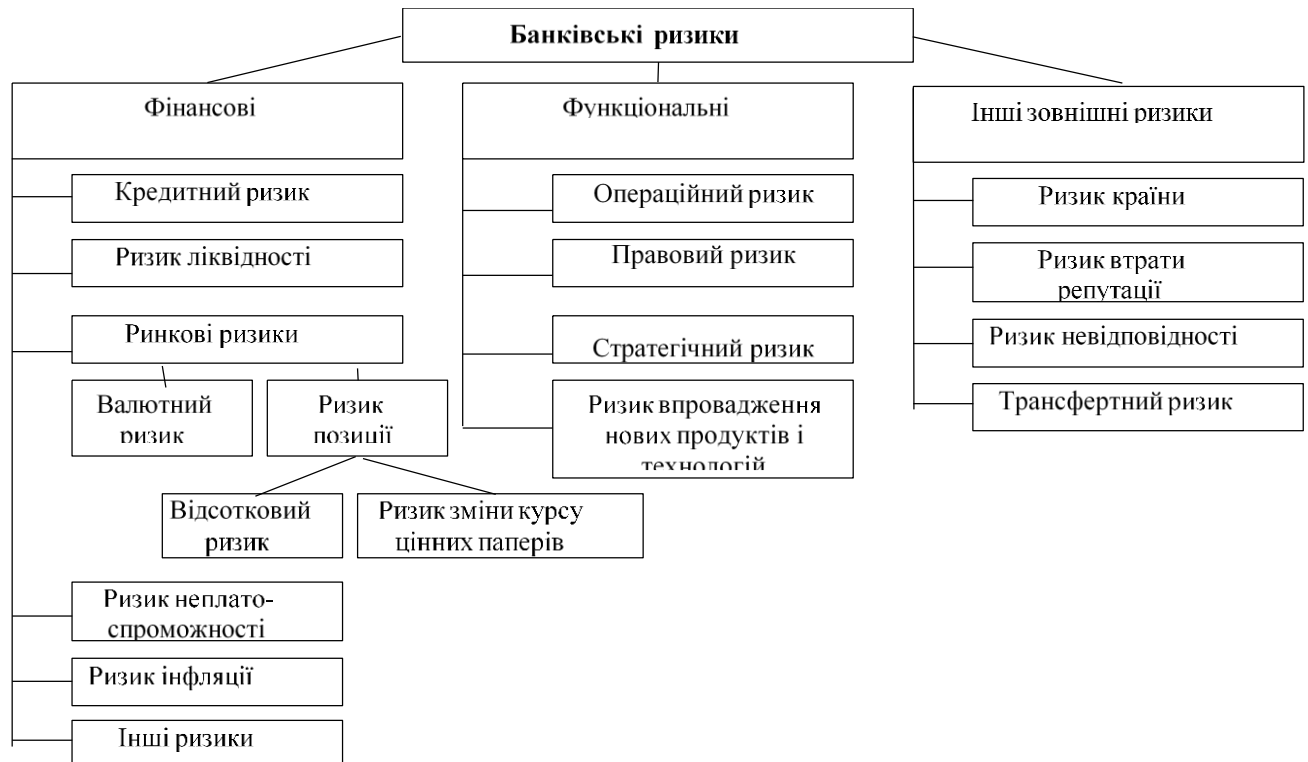 Банківські ризики
Фінансові
Кредитний ризик
Ризик ліквідності
Ринкові ризики
Валютний
ризик
Ризик
позиції
Відсотковий
ризик
Ризик зміни курсу
цінних паперів
Ризик неплато-
спроможності
Ризик інфляції
Інші ризики
Функціональні
Операційний ризик
Правовий ризик
Стратегічний ризик
Ризик впровадження
нових продуктів і
технологій
Інші зовнішні ризики
Ризик країни
Ризик втрати
репутації
Ризик невідповідності
Трансфертний ризик